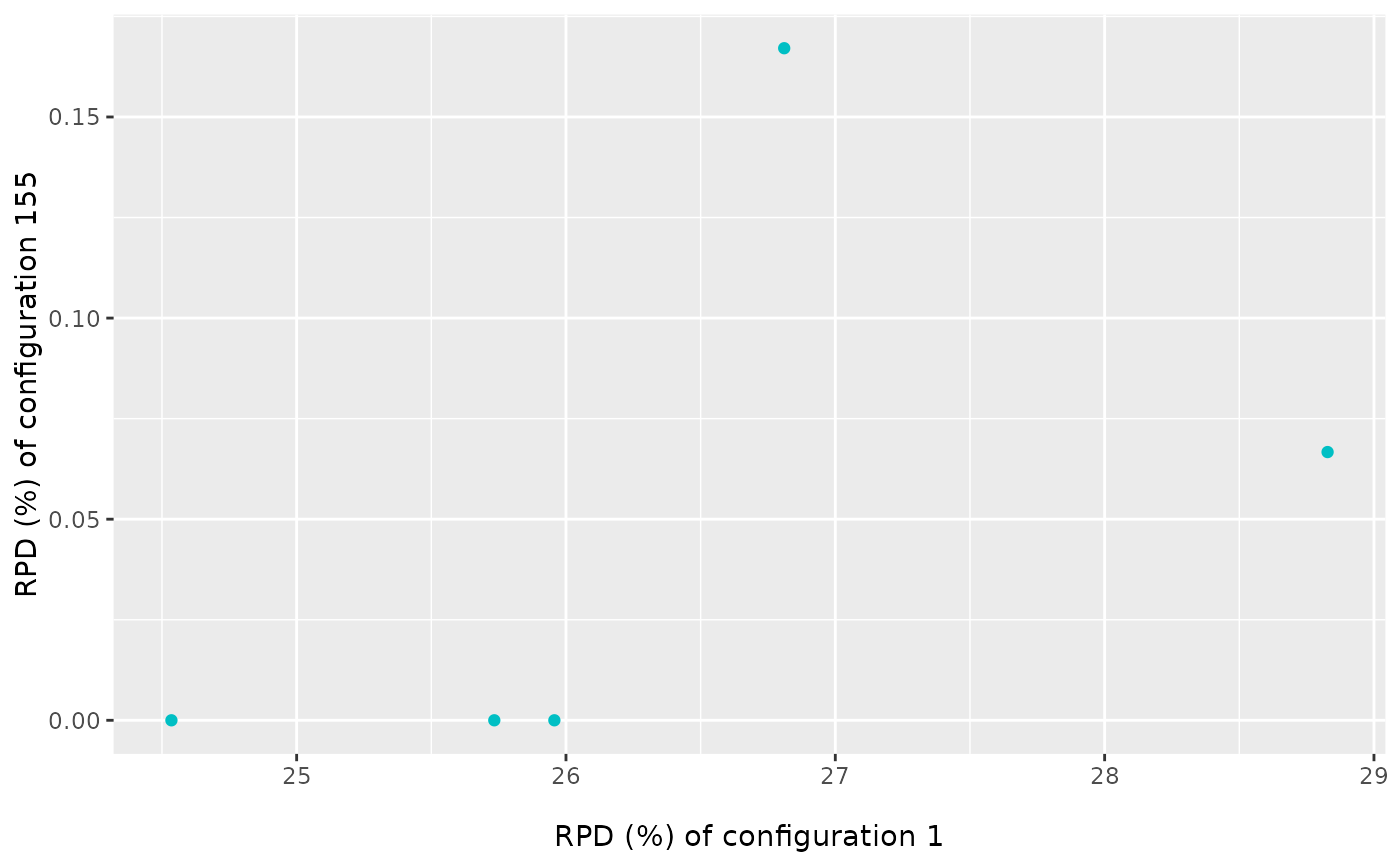 RPD (%) of configuration 155
0.15
0.10
0.05
0.00
25 26 27 28 29
RPD (%) of configuration 1